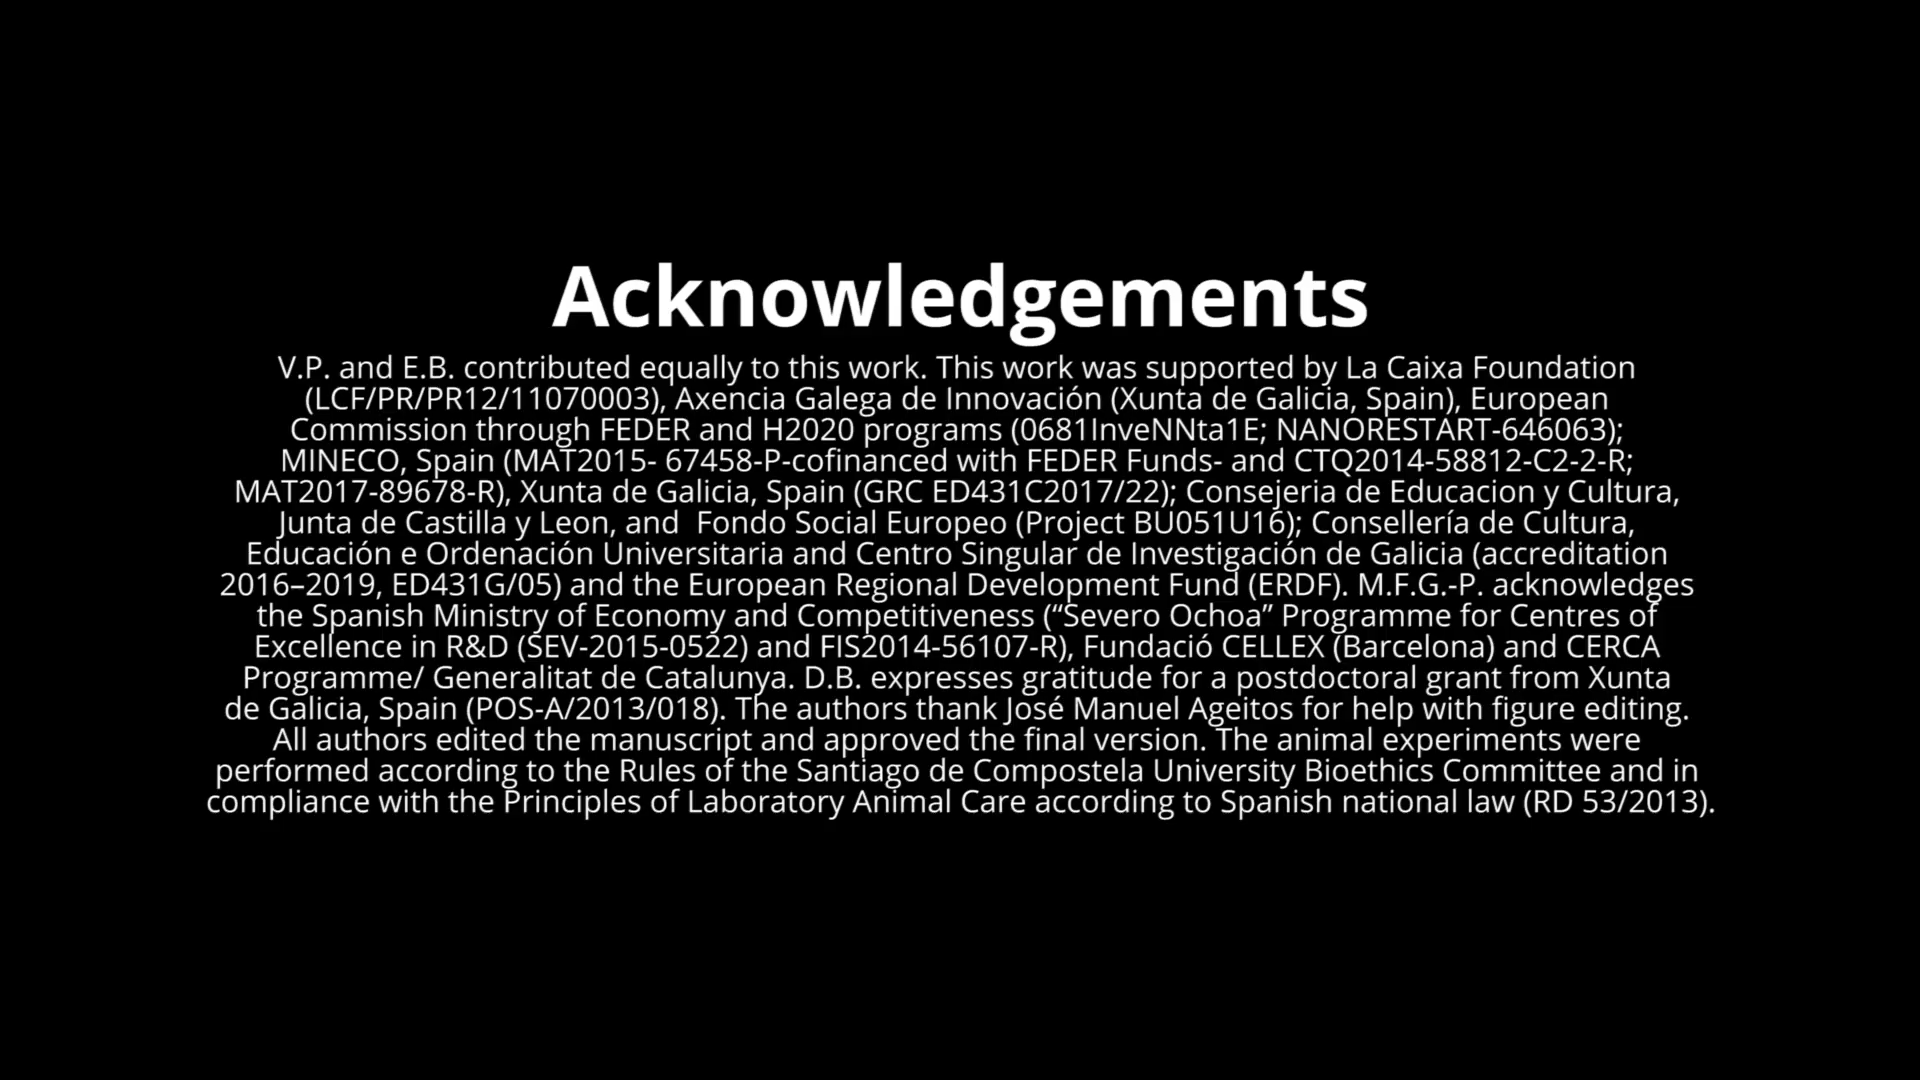 Acknowledgements
V.P. and E.B. contributed equally to this work. This work was supported by La Caixa Foundation
(LCF/PR/PR12/11070003), Axencia Galega de Innovación (Xunta de Galicia, Spain), European
Commission through FEDER and H2020 programs (0681InveNNta1E; NANORESTART-646063);
MINECO, Spain (MAT2015- 67458-P-cofinanced with FEDER Funds- and CTQ2014-58812-C2-2-R;
MAT2017-89678-R), Xunta de Galicia, Spain (GRC ED431C2017/22); Consejeria de Educacion y Cultura,
Junta de Castilla y Leon, and  Fondo Social Europeo (Project BU051U16); Consellería de Cultura,
Educación e Ordenación Universitaria and Centro Singular de Investigación de Galicia (accreditation
2016–2019, ED431G/05) and the European Regional Development Fund (ERDF). M.F.G.-P. acknowledges
the Spanish Ministry of Economy and Competitiveness (“Severo Ochoa” Programme for Centres of
Excellence in R&D (SEV-2015-0522) and FIS2014-56107-R), Fundació CELLEX (Barcelona) and CERCA
Programme/ Generalitat de Catalunya. D.B. expresses gratitude for a postdoctoral grant from Xunta
de Galicia, Spain (POS-A/2013/018). The authors thank José Manuel Ageitos for help with figure editing.
All authors edited the manuscript and approved the final version. The animal experiments were
performed according to the Rules of the Santiago de Compostela University Bioethics Committee and in
compliance with the Principles of Laboratory Animal Care according to Spanish national law (RD 53/2013).